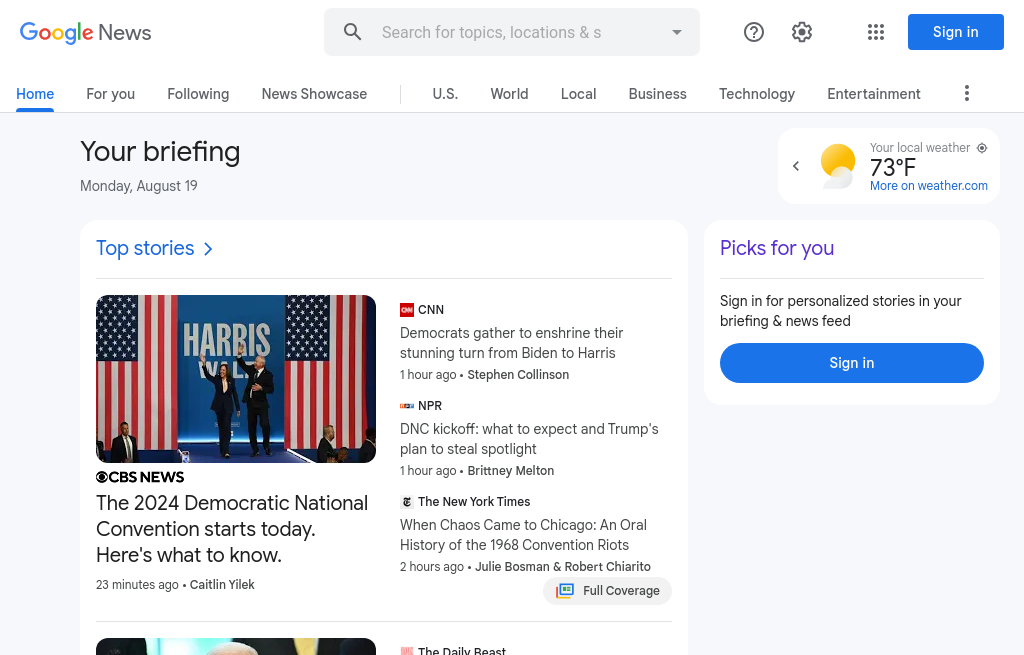 Google News
Search for topics, locations & s
Sign in
Home
For you
Following
News Showcase
U.S.
World
Local
Business
Technology
Entertainment
Your briefing
Monday, August 19
Your local weather
73°F
More on weather.com
Top stories
HARRIS
CBS NEWS
The 2024 Democratic National
Convention starts today.
Here's what to know.
23 minutes ago • Caitlin Yilek
CNN
Democrats gather to enshrine their
stunning turn from Biden to Harris
1 hour ago • Stephen Collinson
NPR
DNC kickoff: what to expect and Trump's
plan to steal spotlight
1 hour ago • Brittney Melton
The New York Times
When Chaos Came to Chicago: An Oral
History of the 1968 Convention Riots
2 hours ago • Julie Bosman & Robert Chiarito
Full Coverage
The Daily Beast
Picks for you
Sign in for personalized stories in your
briefing & news feed
Sign in